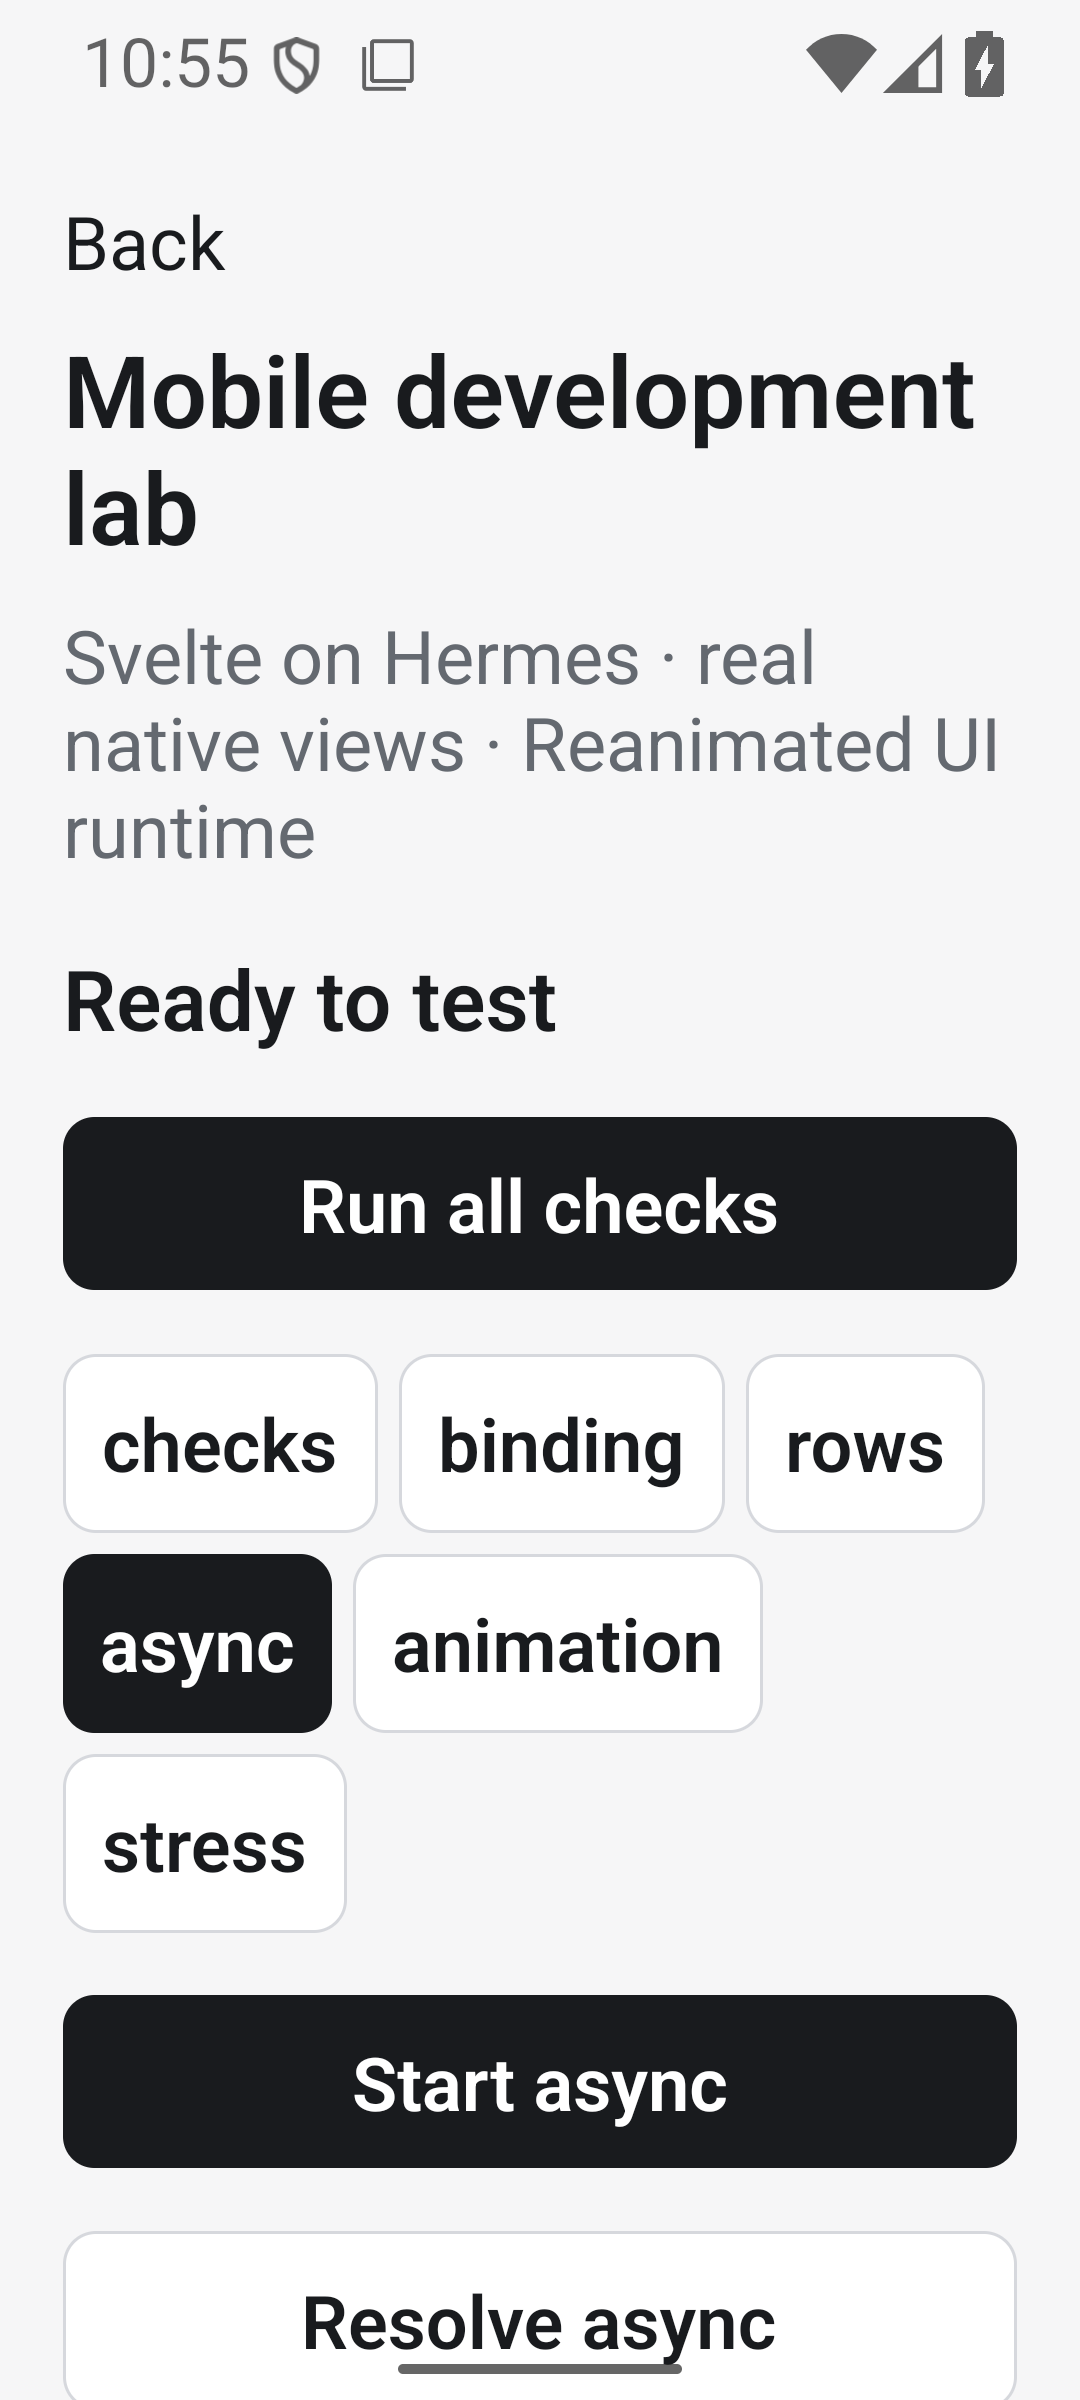 10:55
Back
Mobile development
lab
Svelte on Hermes · real
native views · Reanimated UI
runtime
Ready to test
Run all checks
checks binding rows
async animation
stress
Start async
Resolve async